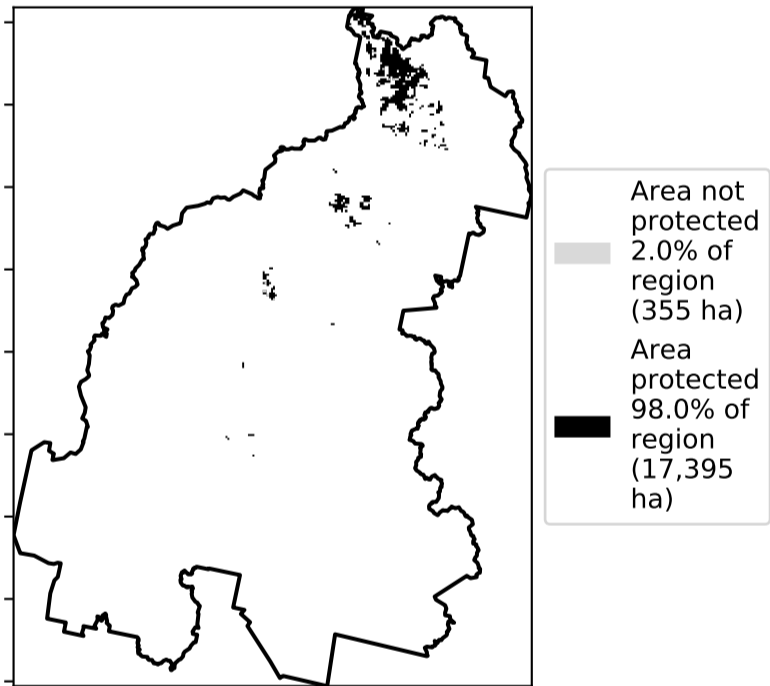 Area not
protected
2.0% of
region
(355 ha)
Area
protected
98.0% of
region
(17,395
ha)